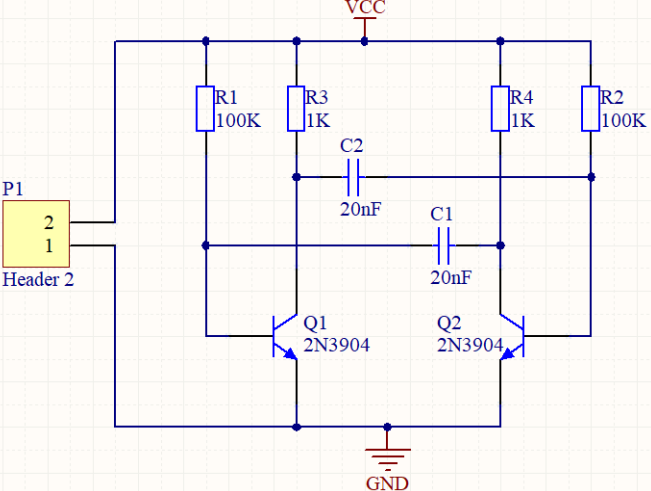 VCC
R1
100K
R3
1K
R4
1K
R2
100K
C2
20nF
P1
2
1
Header 2
C1
20nF
Q1
2N3904
Q2
2N3904
GND